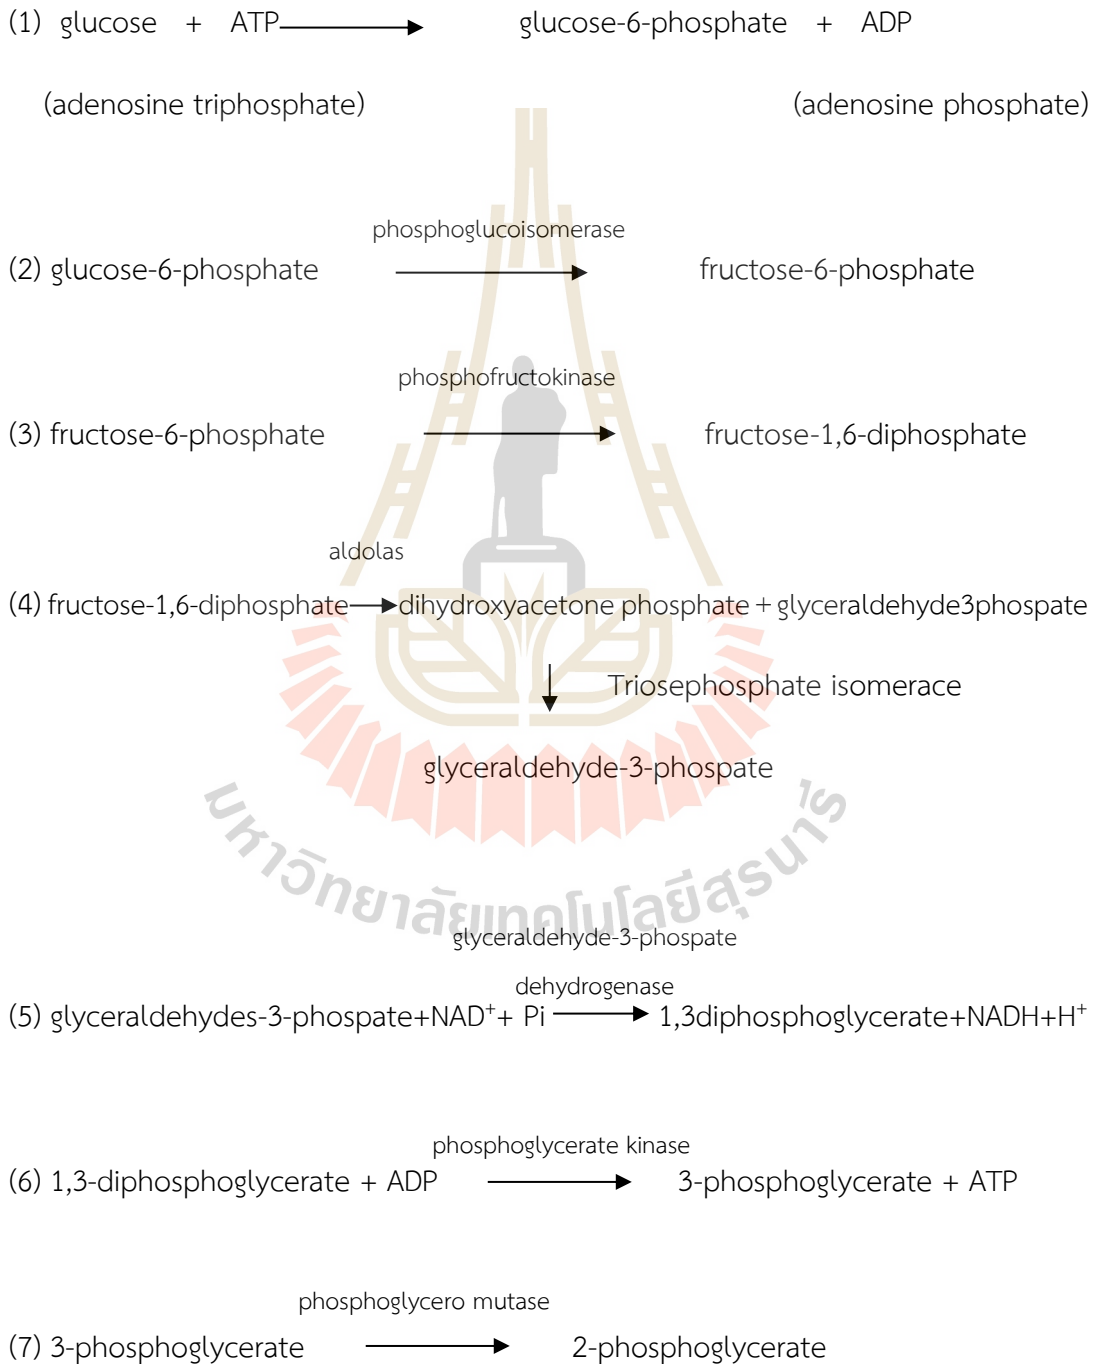 (1) glucose + ATP → glucose-6-phosphate + ADP
(adenosine triphosphate) (adenosine phosphate)
phosphoglucoisomerase
(2) glucose-6-phosphate → fructose-6-phosphate
phosphofructokinase
(3) fructose-6-phosphate → fructose-1,6-diphosphate
aldolas
(4) fructose-1,6-diphosphate → dihydroxyacetone phosphate + glyceraldehyde3phospate
↓ Triosephosphate isomerace
glyceraldehyde-3-phospate
มหาวิทยาลัยเทคโนโลยีสุรนารี
glyceraldehyde-3-phospate
dehydrogenase
(5) glyceraldehydes-3-phospate+NAD⁺+ Pi → 1,3diphosphoglycerate+NADH+H⁺
phosphoglycerate kinase
(6) 1,3-diphosphoglycerate + ADP → 3-phosphoglycerate + ATP
phosphoglycero mutase
(7) 3-phosphoglycerate → 2-phosphoglycerate